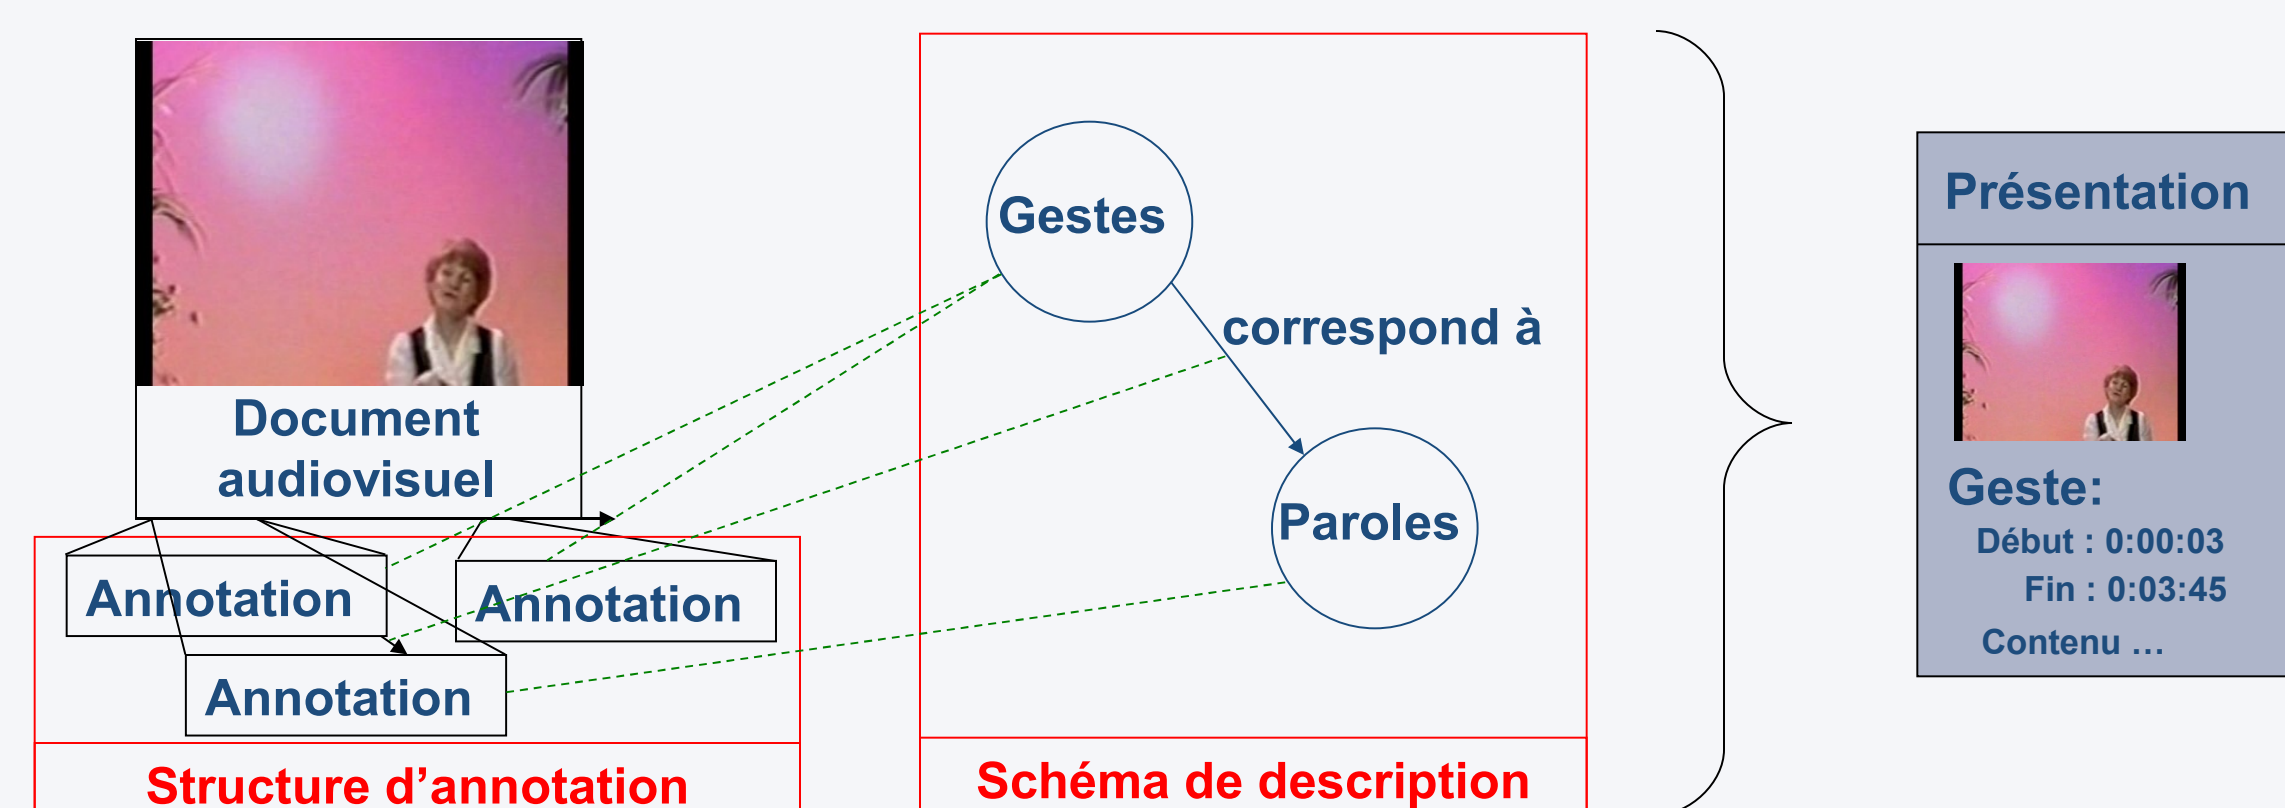 Document
audiovisuel
Annotation
Annotation
Annotation
Structure d’annotation
Gestes
correspond à
Paroles
Schéma de description
Présentation
Geste:
Début : 0:00:03
Fin : 0:03:45
Contenu …